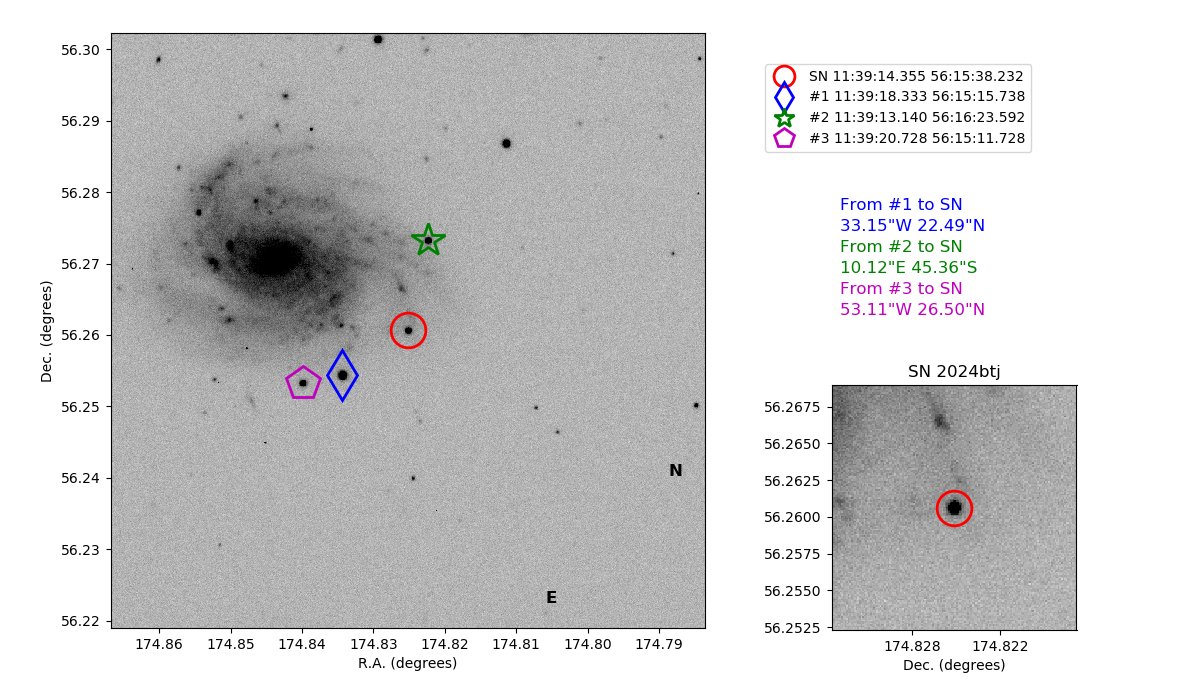 SN 11:39:14.355 56:15:38.232
#1 11:39:18.333 56:15:15.738
#2 11:39:13.140 56:16:23.592
#3 11:39:20.728 56:15:11.728
From #1 to SN
33.15"W 22.49"N
From #2 to SN
10.12"E 45.36"S
From #3 to SN
53.11"W 26.50"N
56.30
56.29
56.28
56.27
56.26
56.25
56.24
56.23
56.22
Dec. (degrees)
N
E
174.86 174.85 174.84 174.83 174.82 174.81 174.80 174.79
R.A. (degrees)
SN 2024btj
56.2675
56.2650
56.2625
56.2600
56.2575
56.2550
56.2525
174.828 174.822
Dec. (degrees)